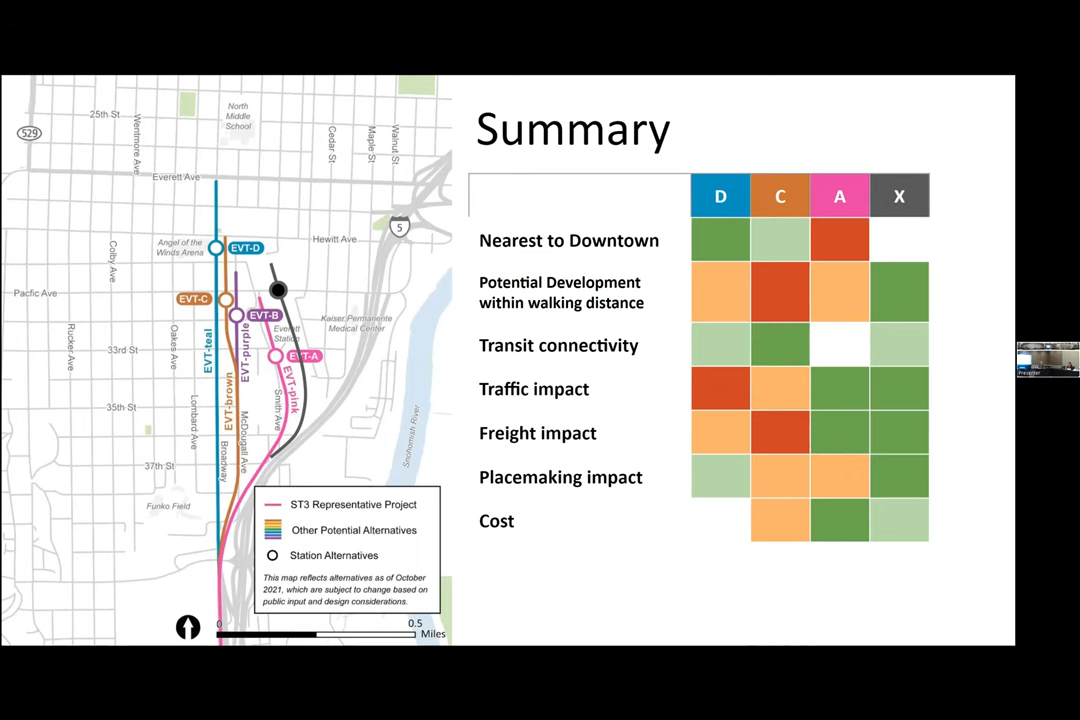 25th St
North
Middle
School
529
Wetmore Ave
Cedar St
Maple St
Walnut St
Everett Ave
5
Angel of the
Winds Arena
EVT-D
Hewitt Ave
Colby Ave
Pacfic Ave
EVT-C
EVT-B
Kaiser Permanente
Medical Center
Everett
Station
Rucker Ave
Oakes Ave
33rd St
EVT-teal
EVT-purple
EVT-A
EVT-pink
EVT-brown
Smith Ave
35th St
Lombard Ave
McDougall Ave
Snohomish River
Broadway
37th St
Funko Field
ST3 Representative Project
Other Potential Alternatives
Station Alternatives
This map reflects alternatives as of October
2021, which are subject to change based on
public input and design considerations.
0
0.5
Miles
Summary
D C A X
Nearest to Downtown
Potential Development
within walking distance
Transit connectivity
Traffic impact
Freight impact
Placemaking impact
Cost
Presenter